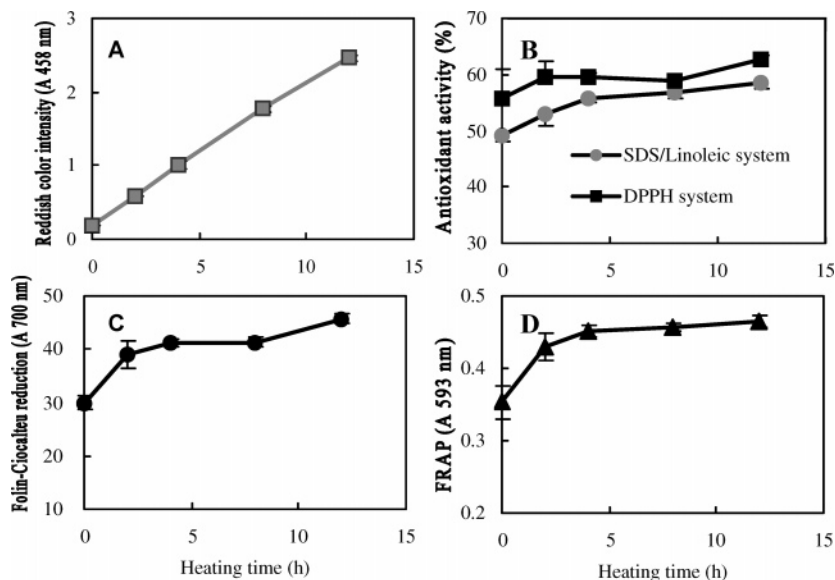 A
Reddish color intensity (A 458 nm)
3
2
1
0
0
5
10
15
B
Antioxidant activity (%)
70
60
50
40
30
SDS/Linoleic system
DPPH system
0
5
10
15
C
Folin-Ciocalteu reduction (A 700 nm)
50
40
30
20
10
0
5
10
15
Heating time (h)
D
FRAP (A 593 nm)
0.5
0.4
0.3
0.2
0
5
10
15
Heating time (h)